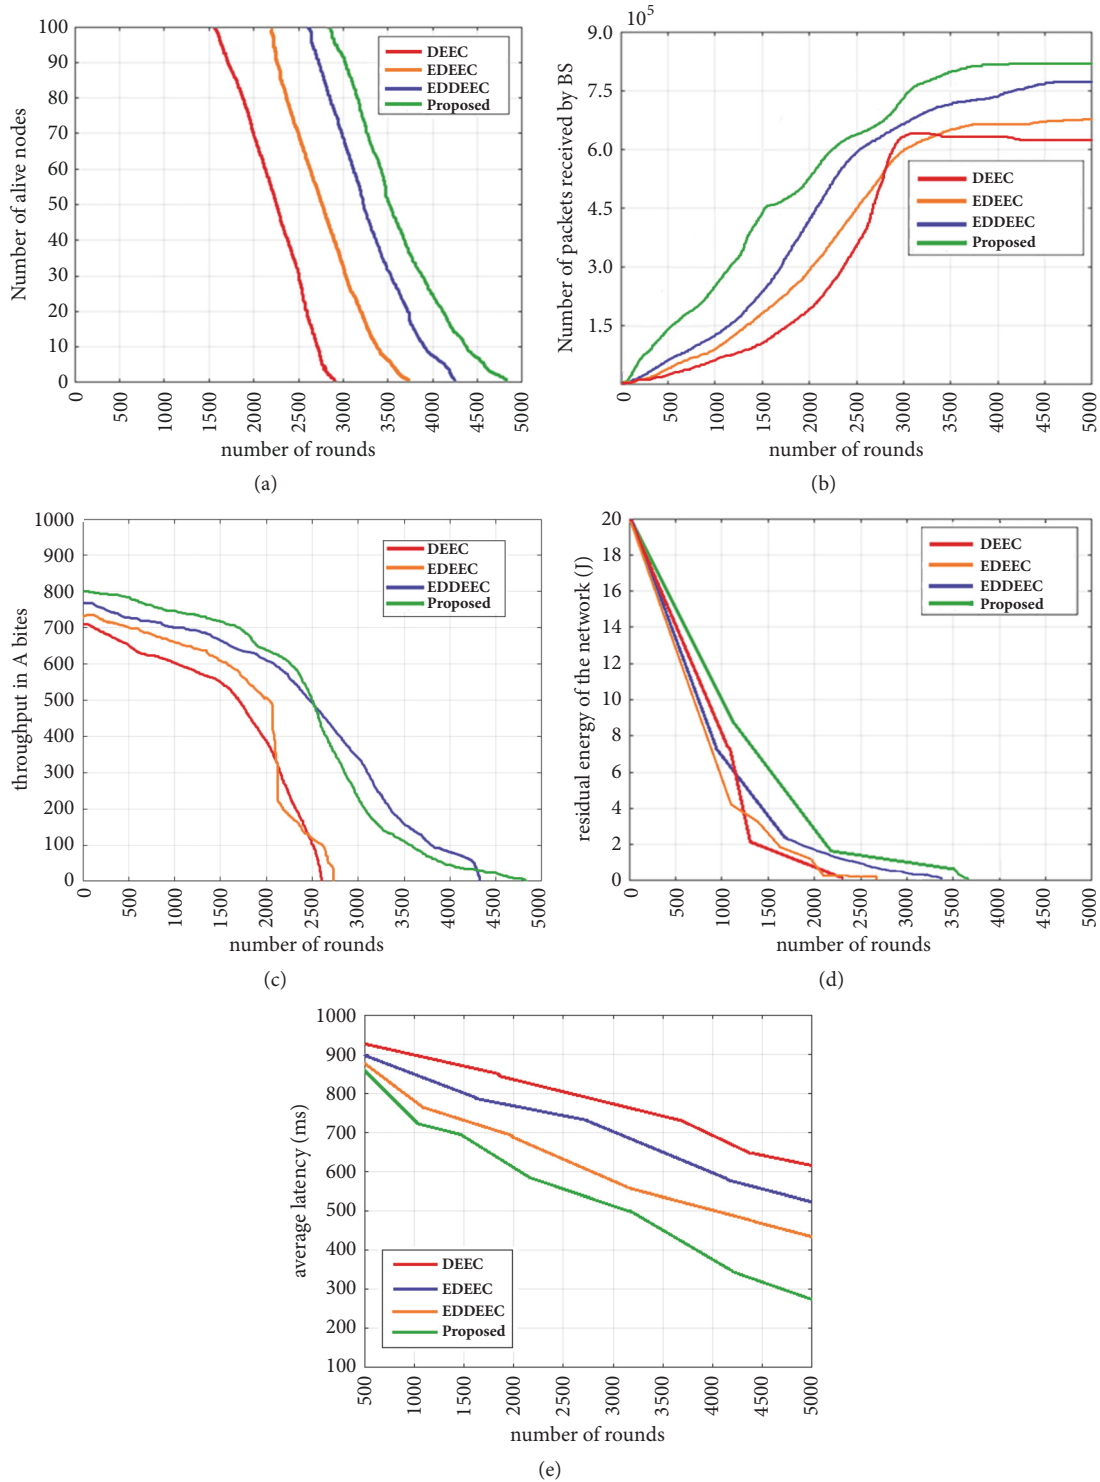 100
90
80
70
60
50
40
30
20
10
0
Number of alive nodes
DEEC
EDEEC
EDDEEC
Proposed
0
500
1000
1500
2000
2500
3000
3500
4000
4500
5000
number of rounds
(a)
10^5
9.0
7.5
6.0
4.5
3.0
1.5
Number of packets received by BS
DEEC
EDEEC
EDDEEC
Proposed
0
500
1000
1500
2000
2500
3000
3500
4000
4500
5000
number of rounds
(b)
1000
900
800
700
600
500
400
300
200
100
0
throughput in A bites
DEEC
EDEEC
EDDEEC
Proposed
0
500
1000
1500
2000
2500
3000
3500
4000
4500
5000
number of rounds
(c)
20
18
16
14
12
10
8
6
4
2
0
residual energy of the network (J)
DEEC
EDEEC
EDDEEC
Proposed
0
500
1000
1500
2000
2500
3000
3500
4000
4500
5000
number of rounds
(d)
1000
900
800
700
600
500
400
300
200
100
average latency (ms)
DEEC
EDEEC
EDDEEC
Proposed
500
1000
1500
2000
2500
3000
3500
4000
4500
5000
number of rounds
(e)